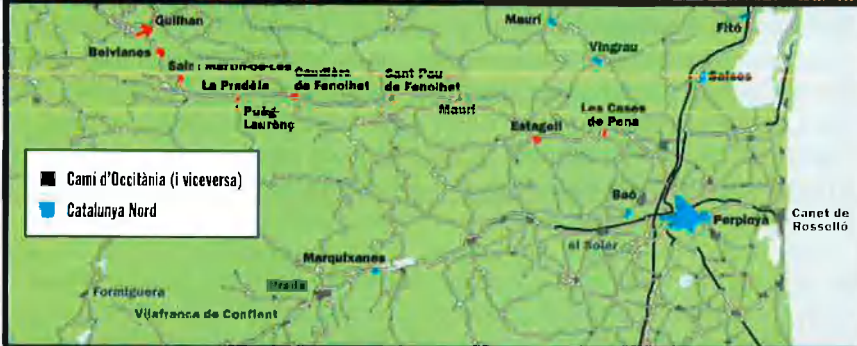 Quilhan
Mauri
Fitó
Belvianes
Vingrau
Salses
La Pradèla
Caudièrs
de Fenolhet
Sant Pau
de Fenolhet
Puèg-
Laurenç
Mauri
Estagell
Les Cases
de Pena
Camí d'Occitània (i viceversa)
Catalunya Nord
Baó
Perpinyà
Canet de
Rosselló
el Soler
Marquixanes
Prada
Formiguera
Vilafranca de Conflent